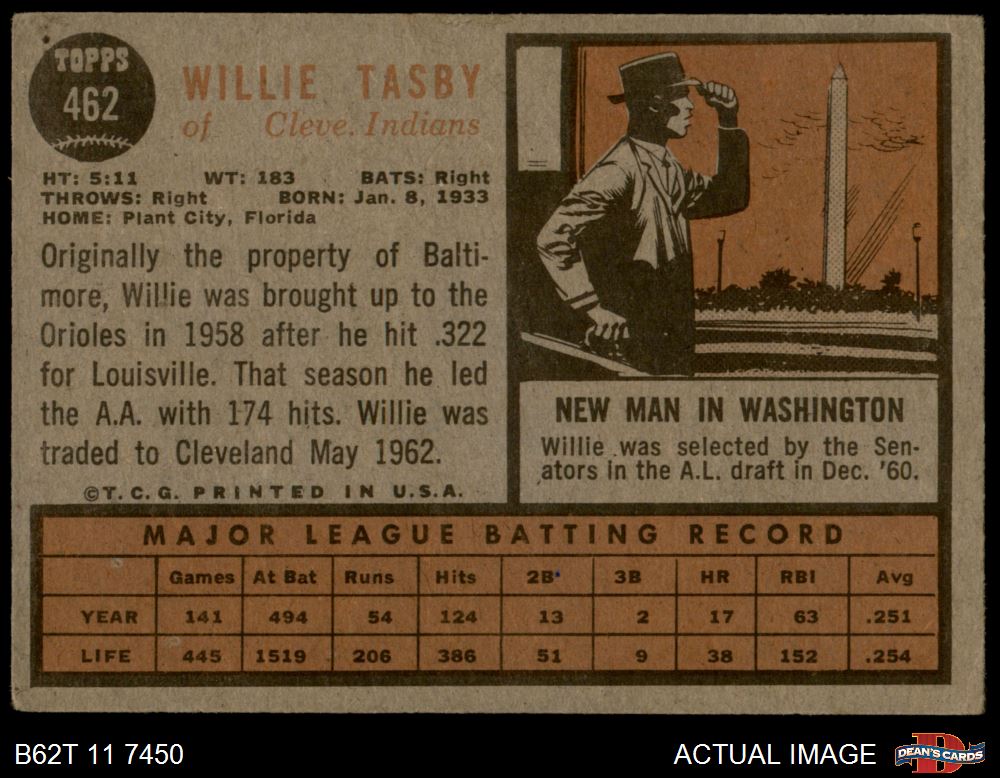 TOPPS
462
WILLIE TASBY
of Cleve. Indians
HT: 5:11 WT: 183 BATS: Right
THROWS: Right BORN: Jan. 8, 1933
HOME: Plant City, Florida
Originally the property of Balti-
more, Willie was brought up to the
Orioles in 1958 after he hit .322
for Louisville. That season he led
the A.A. with 174 hits. Willie was
traded to Cleveland May 1962.
©T.C.G. PRINTED IN U.S.A.
NEW MAN IN WASHINGTON
Willie was selected by the Sen-
ators in the A.L. draft in Dec. '60.
MAJOR LEAGUE BATTING RECORD
Games At Bat Runs Hits 2B 3B HR RBI Avg
YEAR 141 494 54 124 13 2 17 63 .251
LIFE 445 1519 206 386 51 9 38 152 .254
B62T 11 7450
ACTUAL IMAGE
D
DEAN'S CARDS